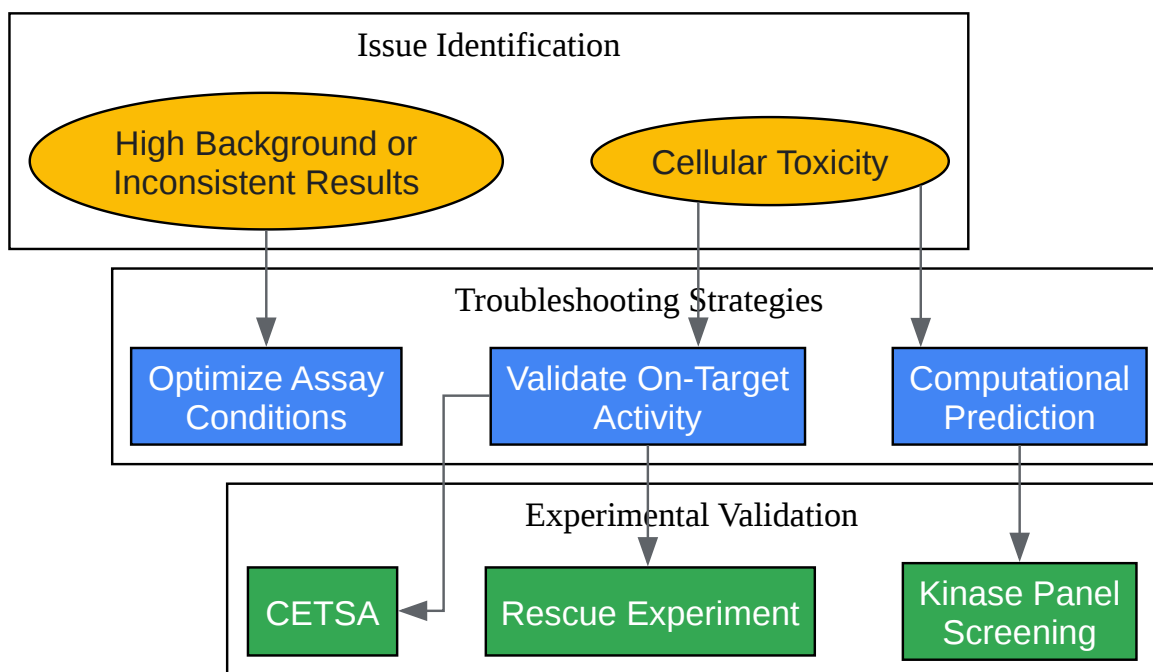 Issue Identification
High Background or
Inconsistent Results
Cellular Toxicity
Troubleshooting Strategies
Optimize Assay
Conditions
Validate On-Target
Activity
Computational
Prediction
Experimental Validation
CETSA
Rescue Experiment
Kinase Panel
Screening